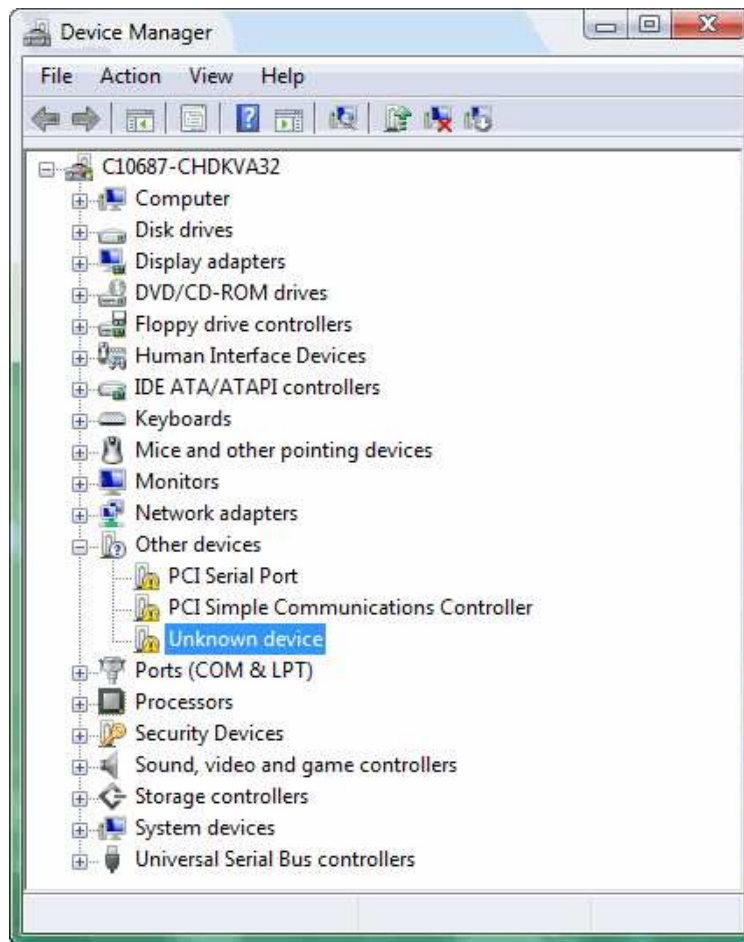 Device Manager
File Action View Help
C10687-CHDKVA32
Computer
Disk drives
Display adapters
DVD/CD-ROM drives
Floppy drive controllers
Human Interface Devices
IDE ATA/ATAPI controllers
Keyboards
Mice and other pointing devices
Monitors
Network adapters
Other devices
PCI Serial Port
PCI Simple Communications Controller
Unknown device
Ports (COM & LPT)
Processors
Security Devices
Sound, video and game controllers
Storage controllers
System devices
Universal Serial Bus controllers